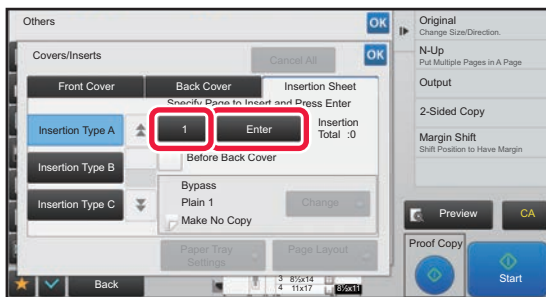 Others
OK
Covers/Inserts
Cancel All
OK
Front Cover
Back Cover
Insertion Sheet
Specify Page to Insert and Press Enter
Insertion Type A
1
Enter
Insertion
Total :0
Before Back Cover
Insertion Type B
Bypass
Plain 1
Change
Insertion Type C
Make No Copy
Paper Tray
Settings
Page Layout
Back
3 8½x14
4 11x17
8½x11
Original
Change Size/Direction.
N-Up
Put Multiple Pages in A Page
Output
2-Sided Copy
Margin Shift
Shift Position to Have Margin
Preview
CA
Proof Copy
Start